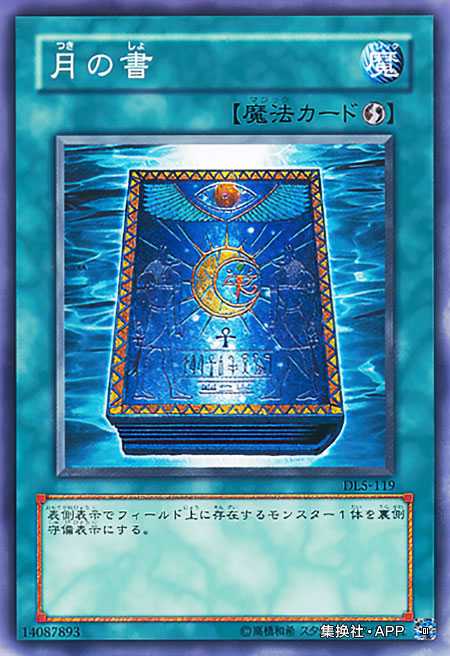 月の書
【魔法カード】
DL5-119
表側表示でフィールド上に存在するモンスター1体を裏側
守備表示にする。
14087893
©高橋和希 スタ
集換社・APP